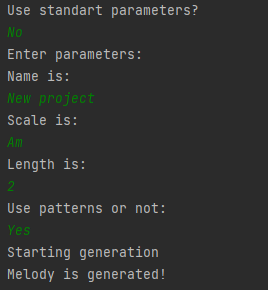 Use standart parameters?
No
Enter parameters:
Name is:
New project
Scale is:
Am
Length is:
2
Use patterns or not:
Yes
Starting generation
Melody is generated!